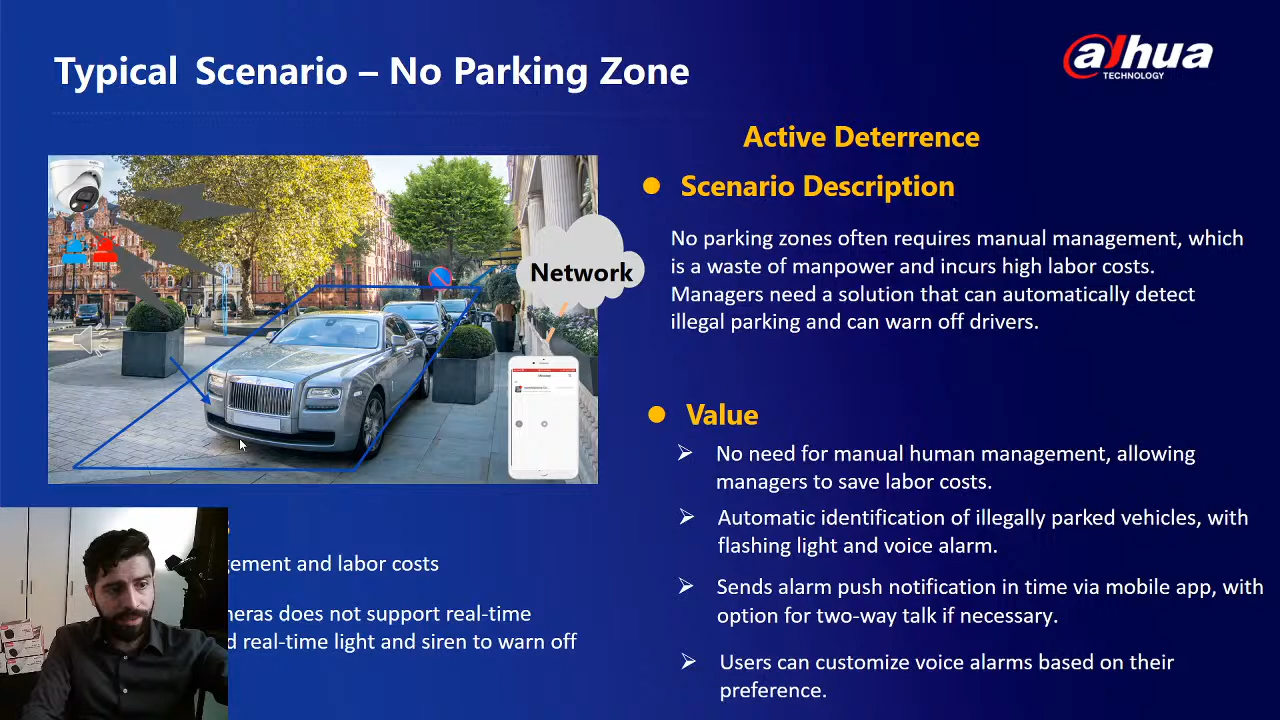 Typical Scenario – No Parking Zone
alhua
TECHNOLOGY
Active Deterrence
Scenario Description
No parking zones often requires manual management, which
is a waste of manpower and incurs high labor costs.
Managers need a solution that can automatically detect
illegal parking and can warn off drivers.
Network
Value
No need for manual human management, allowing
managers to save labor costs.
Automatic identification of illegally parked vehicles, with
flashing light and voice alarm.
Sends alarm push notification in time via mobile app, with
option for two-way talk if necessary.
Users can customize voice alarms based on their
preference.
gement and labor costs
meras does not support real-time
d real-time light and siren to warn off